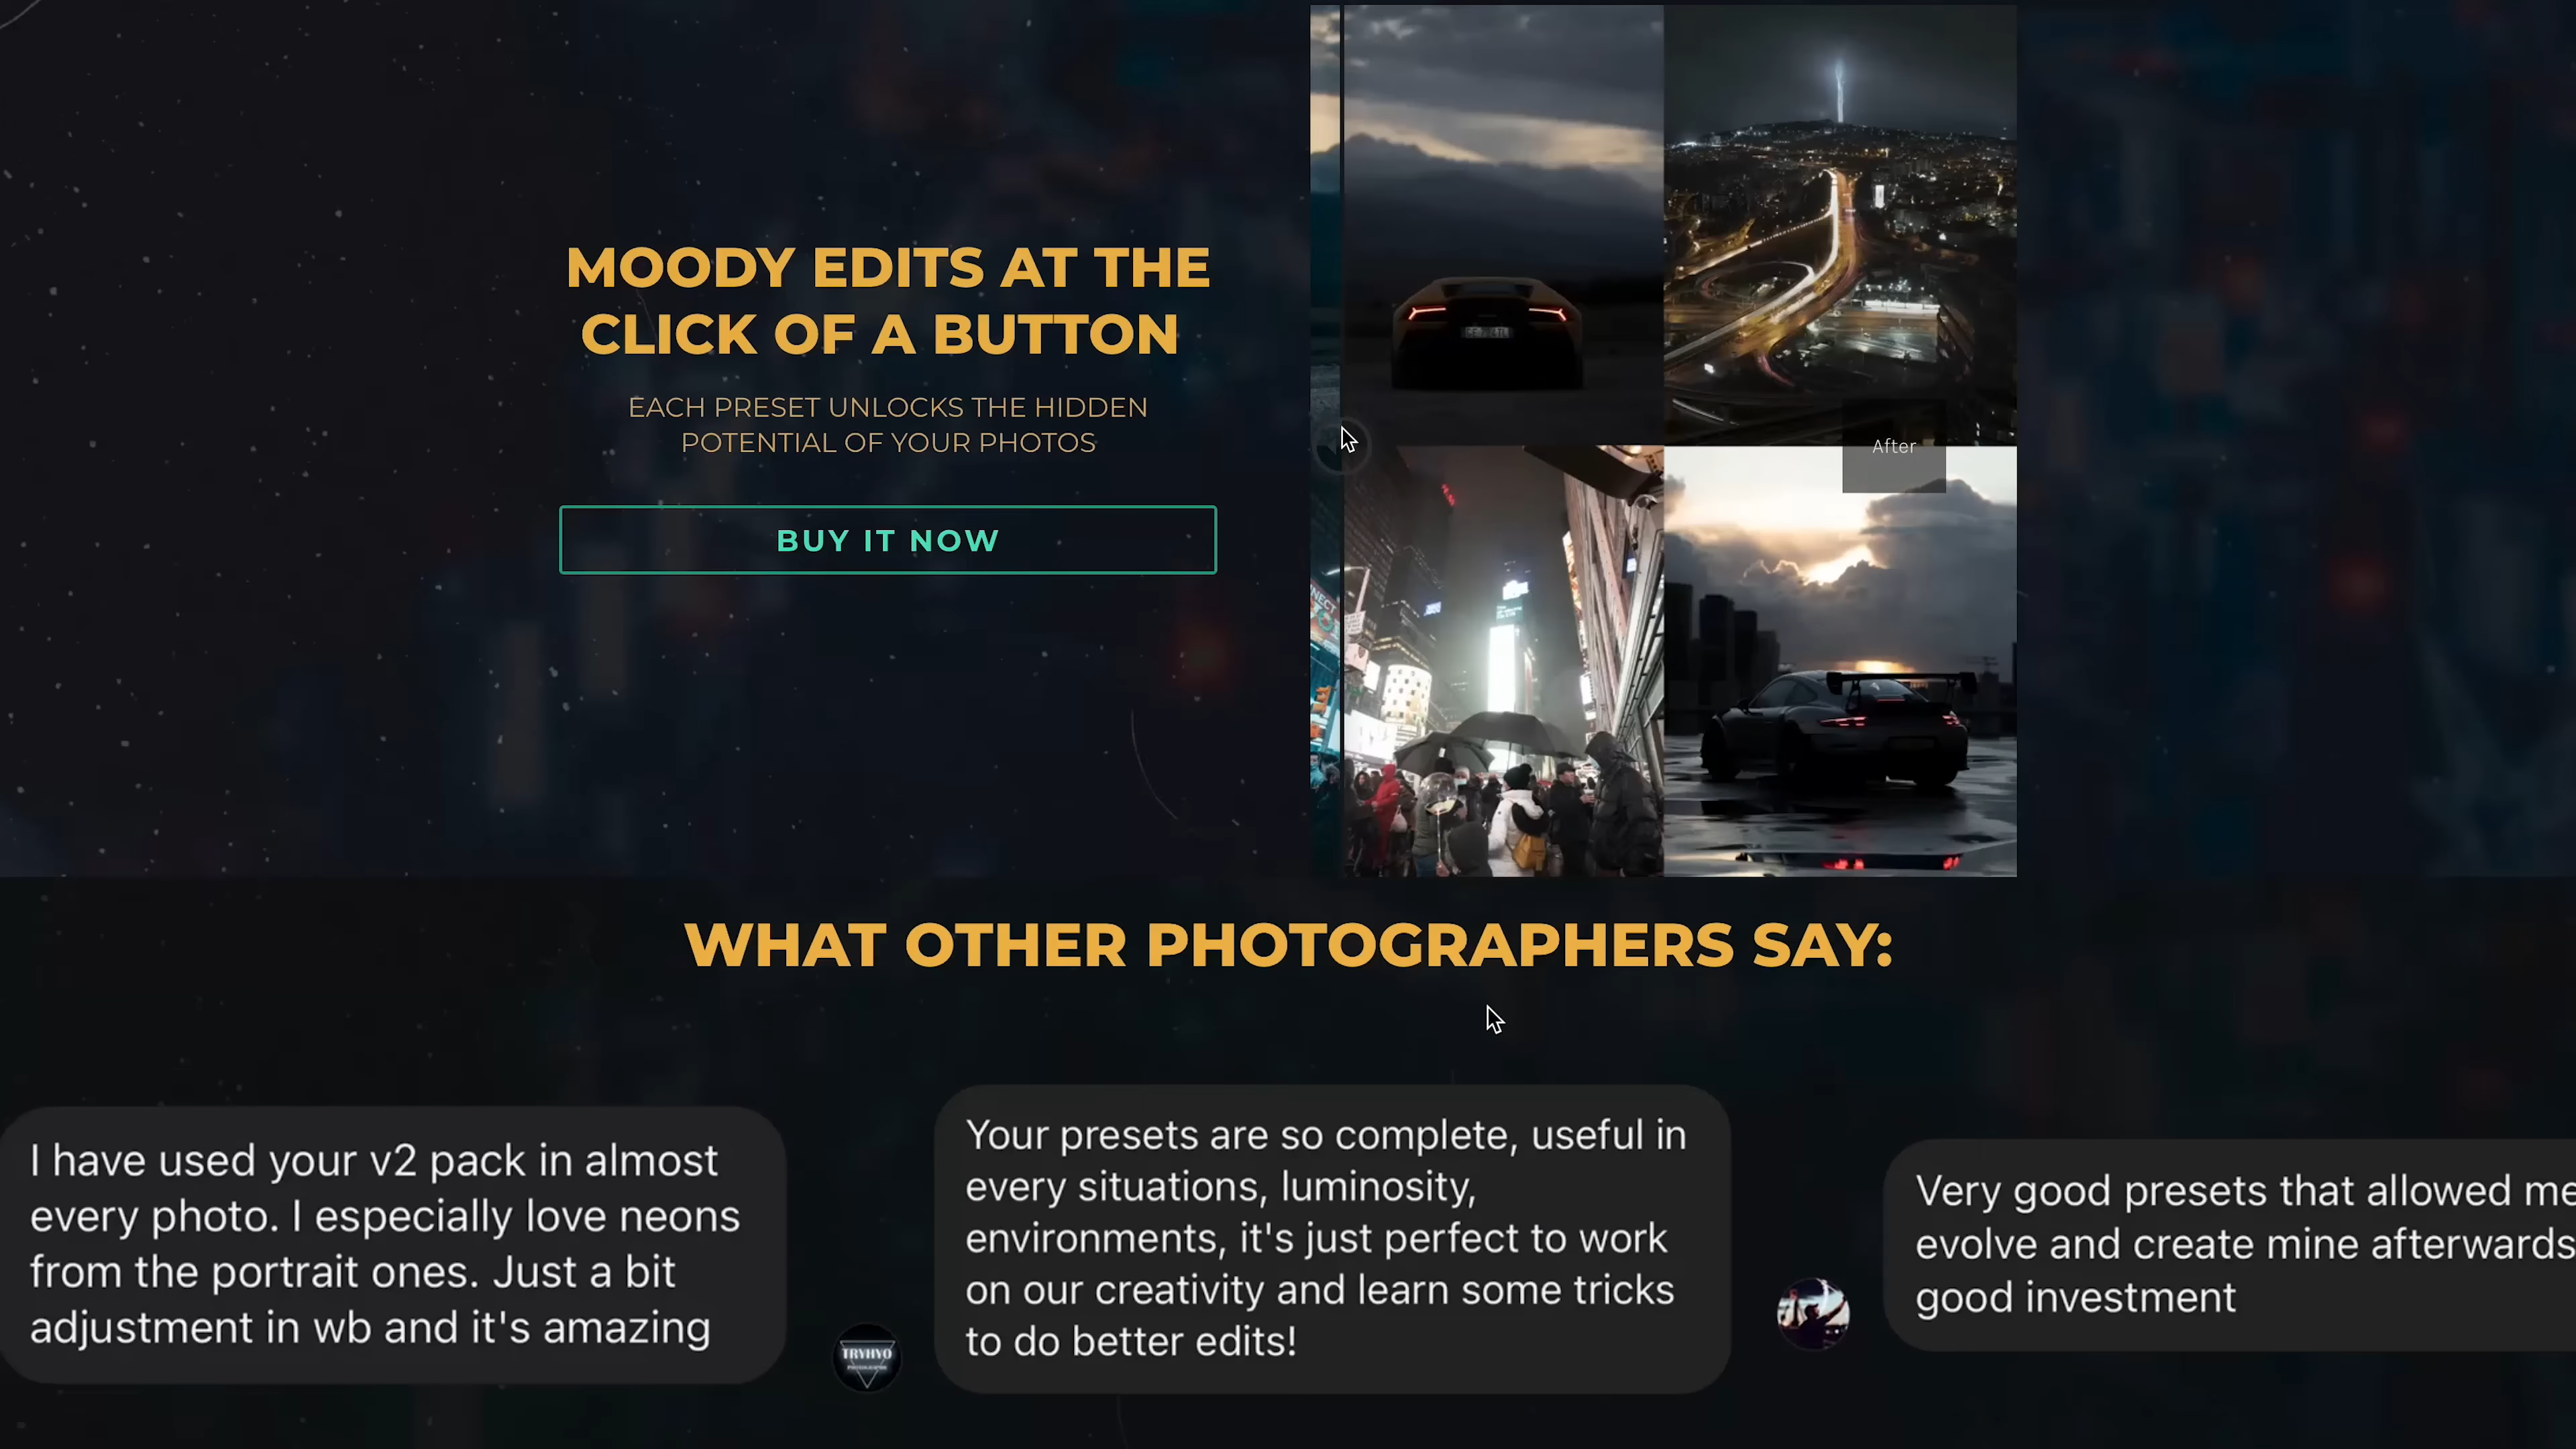 MOODY EDITS AT THE
CLICK OF A BUTTON
EACH PRESET UNLOCKS THE HIDDEN
POTENTIAL OF YOUR PHOTOS
BUY IT NOW
After
WHAT OTHER PHOTOGRAPHERS SAY:
I have used your v2 pack in almost
every photo. I especially love neons
from the portrait ones. Just a bit
adjustment in wb and it's amazing
TRYHYO
Your presets are so complete, useful in
every situations, luminosity,
environments, it's just perfect to work
on our creativity and learn some tricks
to do better edits!
Very good presets that allowed me
evolve and create mine afterwards
good investment